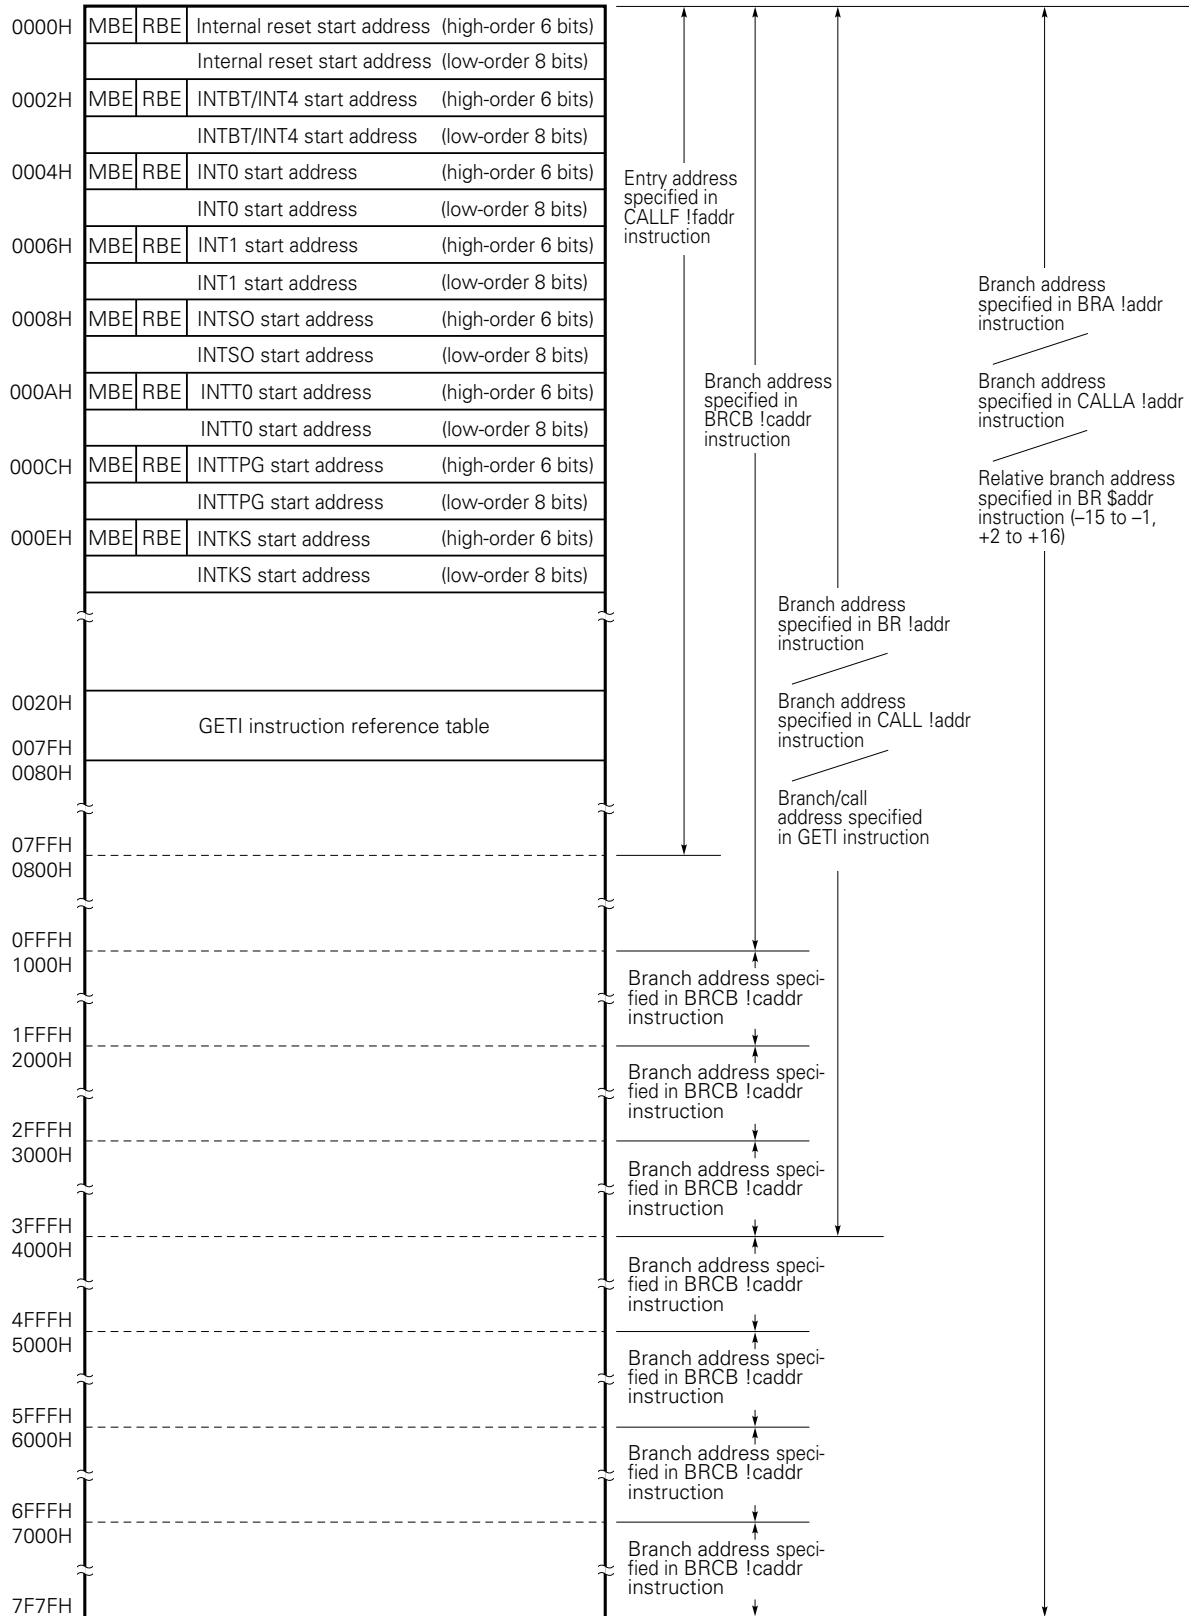 0000H MBE RBE Internal reset start address (high-order 6 bits)
Internal reset start address (low-order 8 bits)
0002H MBE RBE INTBT/INT4 start address (high-order 6 bits)
INTBT/INT4 start address (low-order 8 bits)
0004H MBE RBE INT0 start address (high-order 6 bits)
INT0 start address (low-order 8 bits)
0006H MBE RBE INT1 start address (high-order 6 bits)
INT1 start address (low-order 8 bits)
0008H MBE RBE INTSO start address (high-order 6 bits)
INTSO start address (low-order 8 bits)
000AH MBE RBE INTT0 start address (high-order 6 bits)
INTT0 start address (low-order 8 bits)
000CH MBE RBE INTTPG start address (high-order 6 bits)
INTTPG start address (low-order 8 bits)
000EH MBE RBE INTKS start address (high-order 6 bits)
INTKS start address (low-order 8 bits)
0020H
GETI instruction reference table
007FH
0080H
07FFH
0800H
0FFFH
1000H
1FFFH
2000H
2FFFH
3000H
3FFFH
4000H
4FFFH
5000H
5FFFH
6000H
6FFFH
7000H
7F7FH
Entry address
specified in
CALLF !faddr
instruction
Branch address
specified in
BRCB !caddr
instruction
Branch address
specified in BR !addr
instruction
Branch address
specified in CALL !addr
instruction
Branch/call
address specified
in GETI instruction
Branch address
specified in BRA !addr
instruction
Branch address
specified in CALLA !addr
instruction
Relative branch address
specified in BR $addr
instruction (–15 to –1,
+2 to +16)
Branch address speci-
fied in BRCB !caddr
instruction
Branch address speci-
fied in BRCB !caddr
instruction
Branch address speci-
fied in BRCB !caddr
instruction
Branch address speci-
fied in BRCB !caddr
instruction
Branch address speci-
fied in BRCB !caddr
instruction
Branch address speci-
fied in BRCB !caddr
instruction
Branch address speci-
fied in BRCB !caddr
instruction